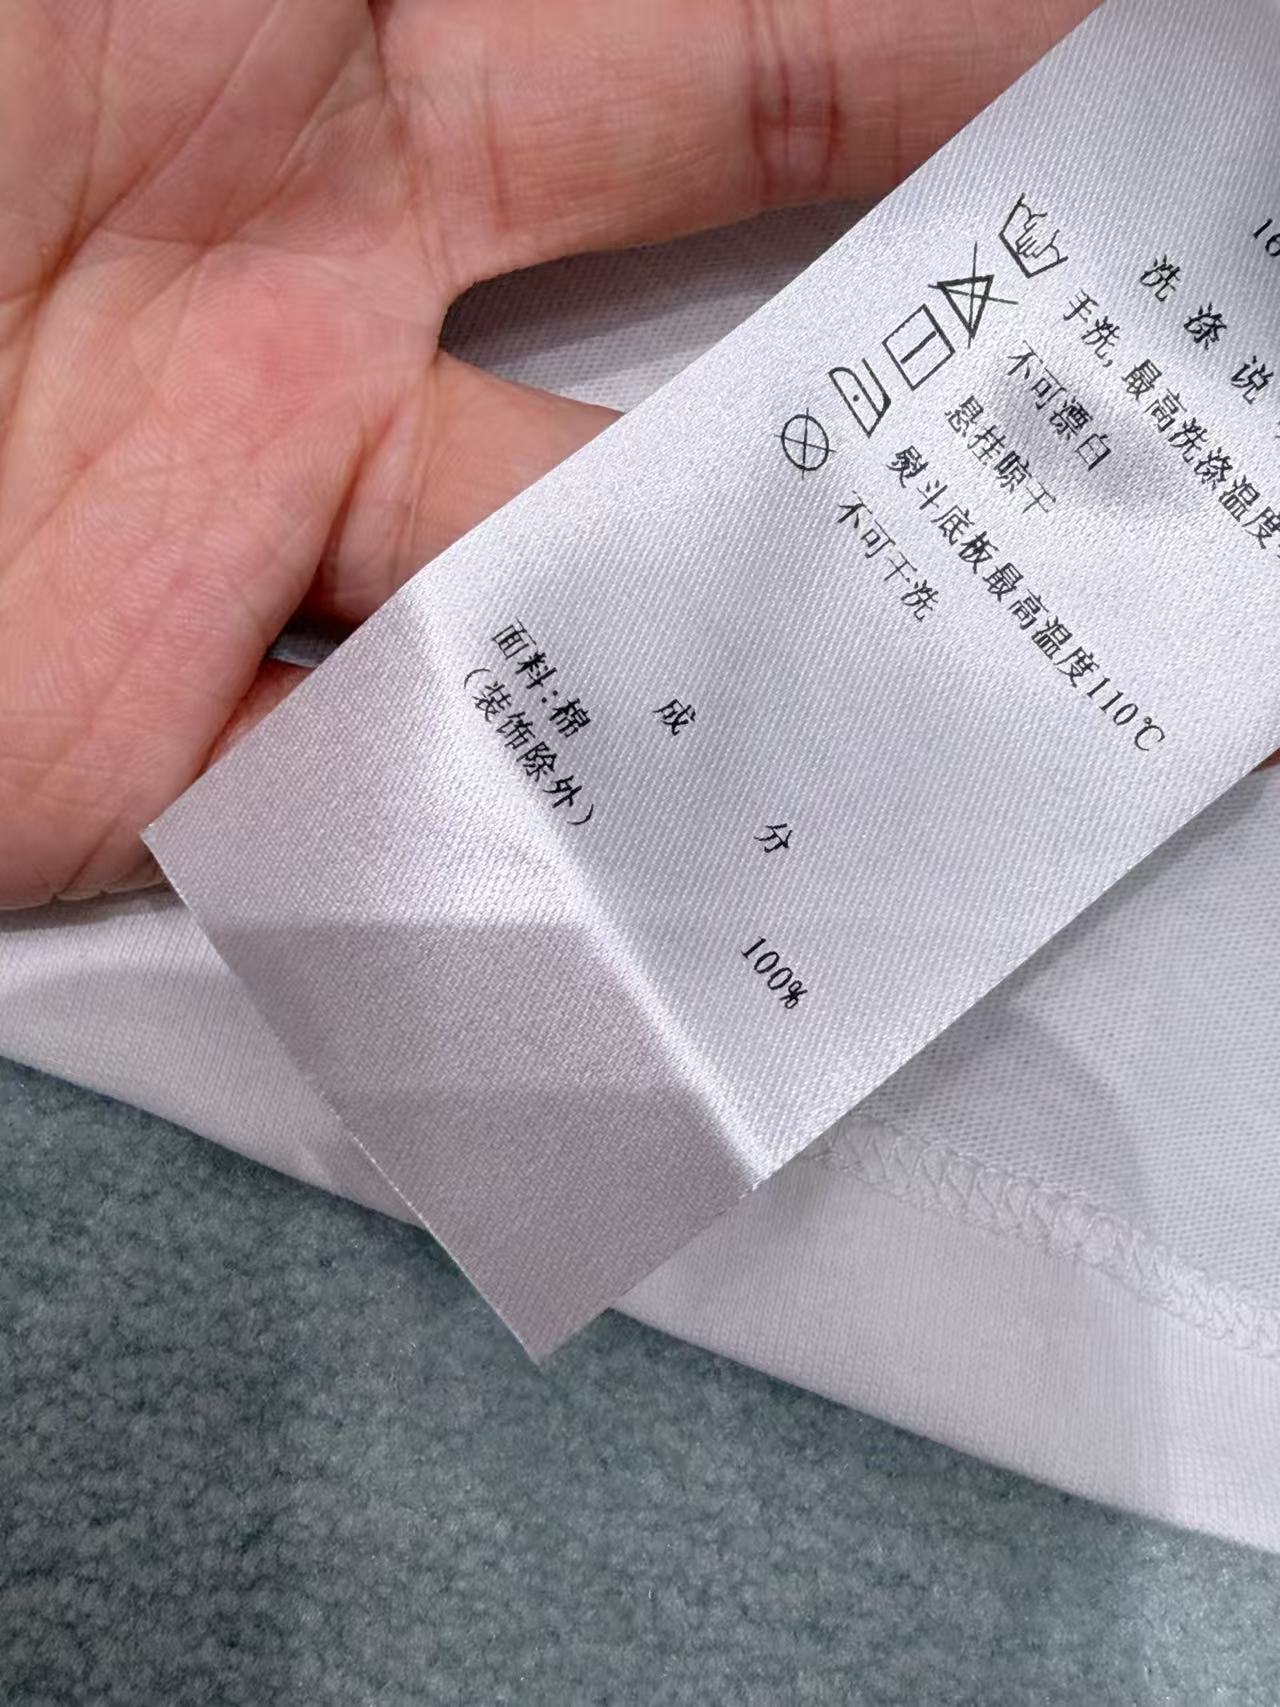 洗涤说
手洗,最高洗涤温度
不可漂白
悬挂晾干
熨斗底板最高温度110℃
不可干洗
成分
面料:棉 100%
(装饰除外)